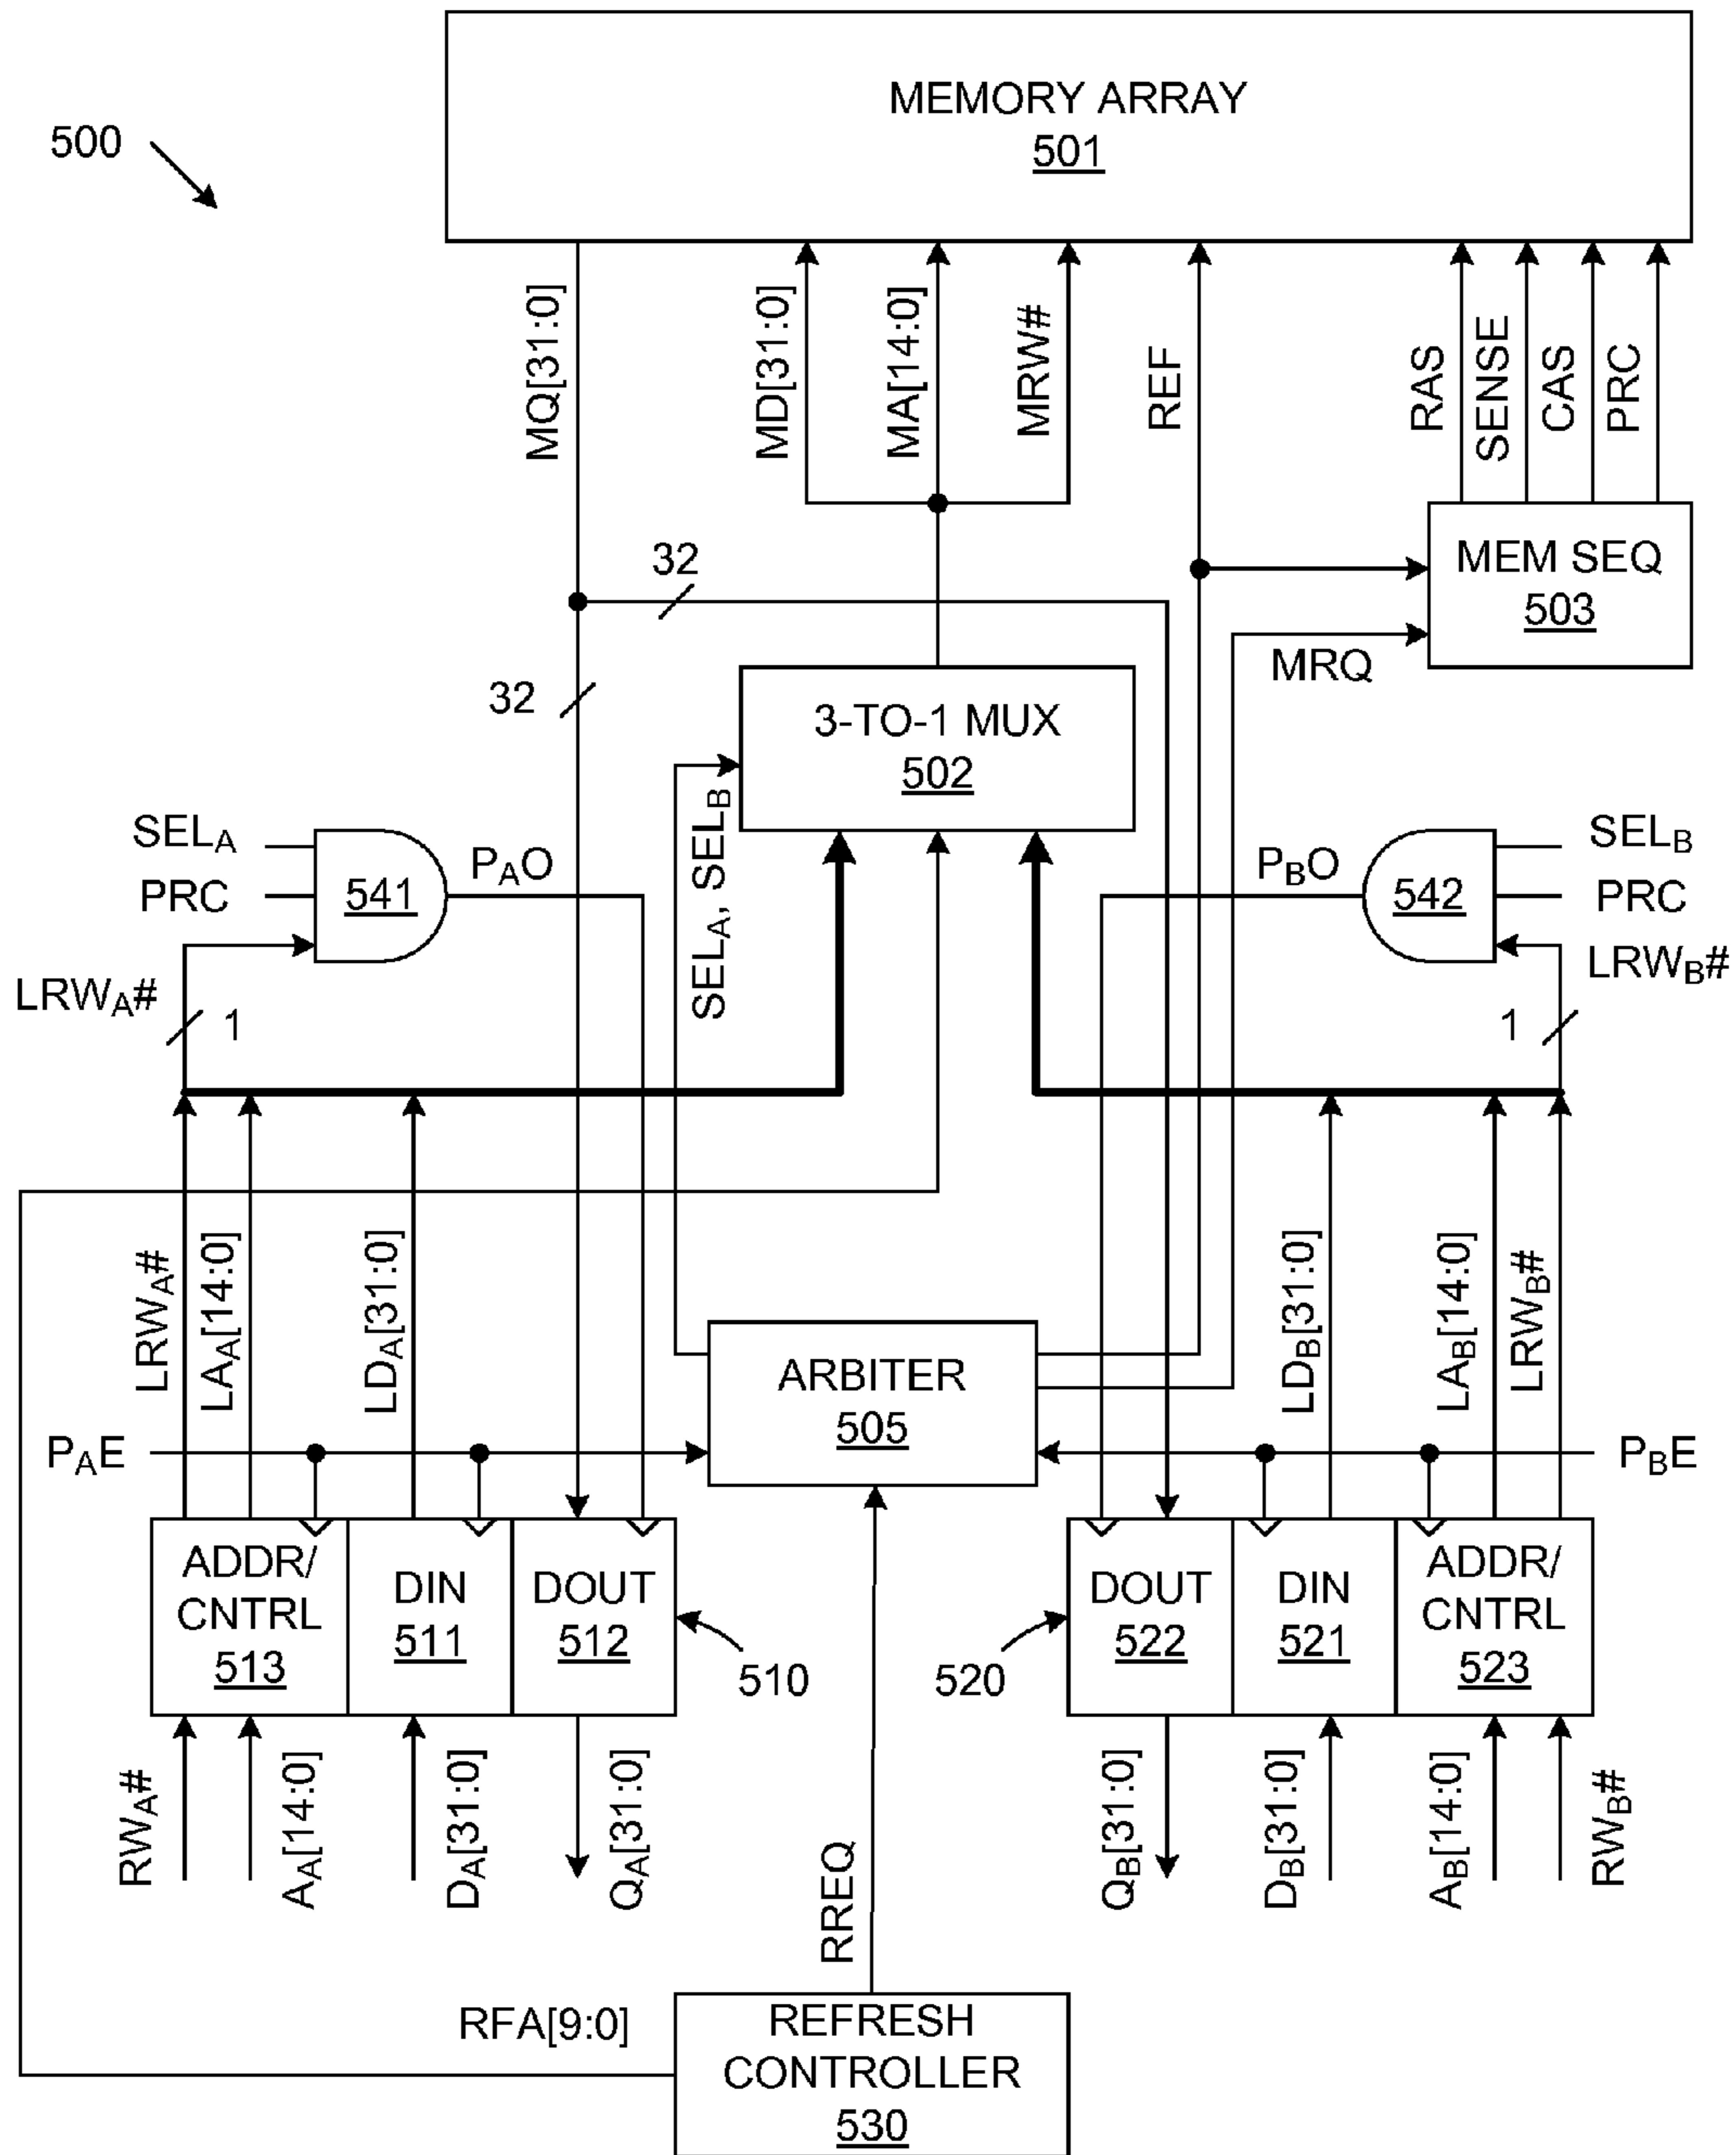 MEMORY ARRAY
501
500
MQ[31:0]
MD[31:0]
MA[14:0]
MRW#
REF
RAS
SENSE
CAS
PRC
32
MEM SEQ
503
MRQ
32
3-TO-1 MUX
502
SELA, SELB
SELA
PRC
541
PAO
LRWA#
1
PBO
542
SELB
PRC
LRWB#
1
LRWA#
LAA[14:0]
LDA[31:0]
LDB[31:0]
LAB[14:0]
LRWB#
ARBITER
505
PAE
PBE
ADDR/
CNTRL
513
DIN
511
DOUT
512
510
520
DOUT
522
DIN
521
ADDR/
CNTRL
523
RWA#
AA[14:0]
DA[31:0]
QA[31:0]
RREQ
QB[31:0]
DB[31:0]
AB[14:0]
RWB#
RFA[9:0]
REFRESH
CONTROLLER
530